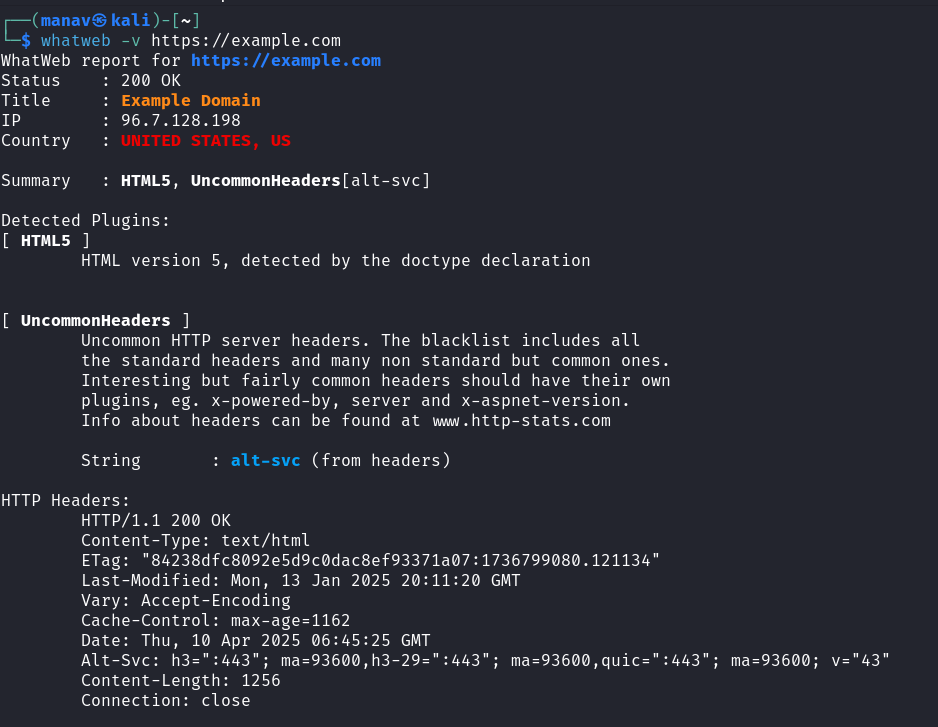 ┌──(manav㉿kali)-[~]
└─$ whatweb -v https://example.com
WhatWeb report for https://example.com
Status    : 200 OK
Title     : Example Domain
IP        : 96.7.128.198
Country   : UNITED STATES, US
Summary   : HTML5, UncommonHeaders[alt-svc]
Detected Plugins:
[ HTML5 ]
        HTML version 5, detected by the doctype declaration
[ UncommonHeaders ]
        Uncommon HTTP server headers. The blacklist includes all
        the standard headers and many non standard but common ones.
        Interesting but fairly common headers should have their own
        plugins, eg. x-powered-by, server and x-aspnet-version.
        Info about headers can be found at www.http-stats.com
        String       : alt-svc (from headers)
HTTP Headers:
        HTTP/1.1 200 OK
        Content-Type: text/html
        ETag: "84238dfc8092e5d9c0dac8ef93371a07:1736799080.121134"
        Last-Modified: Mon, 13 Jan 2025 20:11:20 GMT
        Vary: Accept-Encoding
        Cache-Control: max-age=1162
        Date: Thu, 10 Apr 2025 06:45:25 GMT
        Alt-Svc: h3=":443"; ma=93600,h3-29=":443"; ma=93600,quic=":443"; ma=93600; v="43"
        Content-Length: 1256
        Connection: close